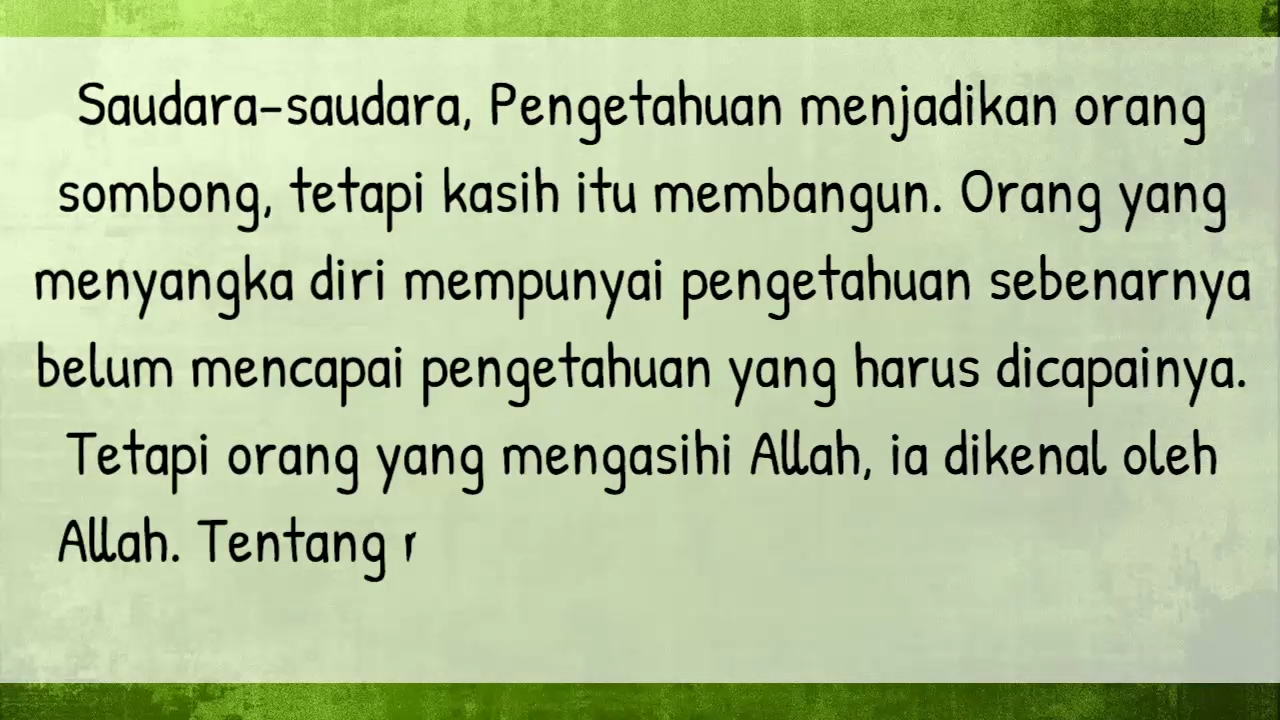 Saudara-saudara, Pengetahuan menjadikan orang
sombong, tetapi kasih itu membangun. Orang yang
menyangka diri mempunyai pengetahuan sebenarnya
belum mencapai pengetahuan yang harus dicapainya.
Tetapi orang yang mengasihi Allah, ia dikenal oleh
Allah. Tentang